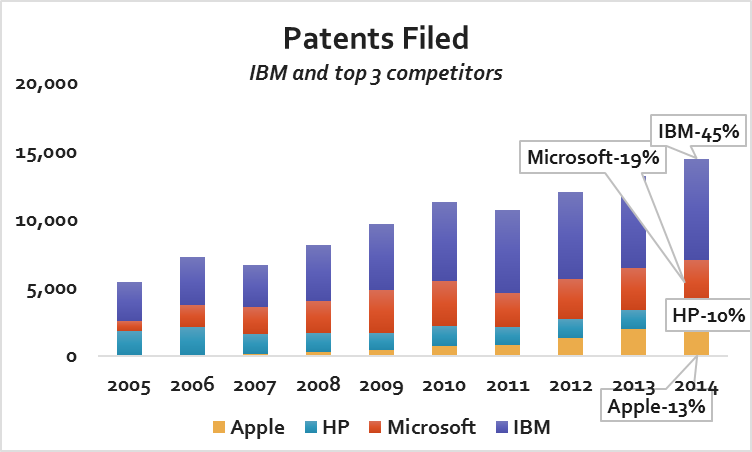 Patents Filed
IBM and top 3 competitors
20,000
15,000
10,000
5,000
0
IBM-45%
Microsoft-19%
HP-10%
Apple-13%
2005 2006 2007 2008 2009 2010 2011 2012 2013 2014
Apple HP Microsoft IBM